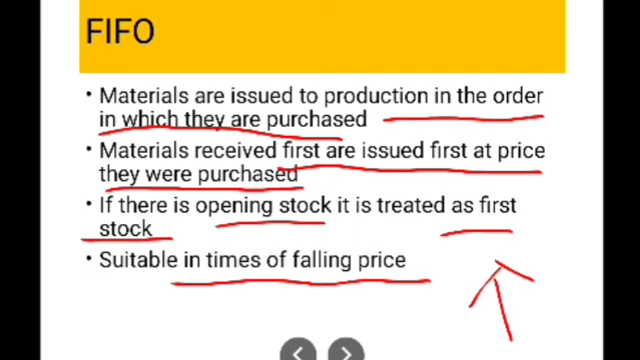 FIFO
• Materials are issued to production in the order
in which they are purchased
• Materials received first are issued first at price
they were purchased
• If there is opening stock it is treated as first
stock
• Suitable in times of falling price